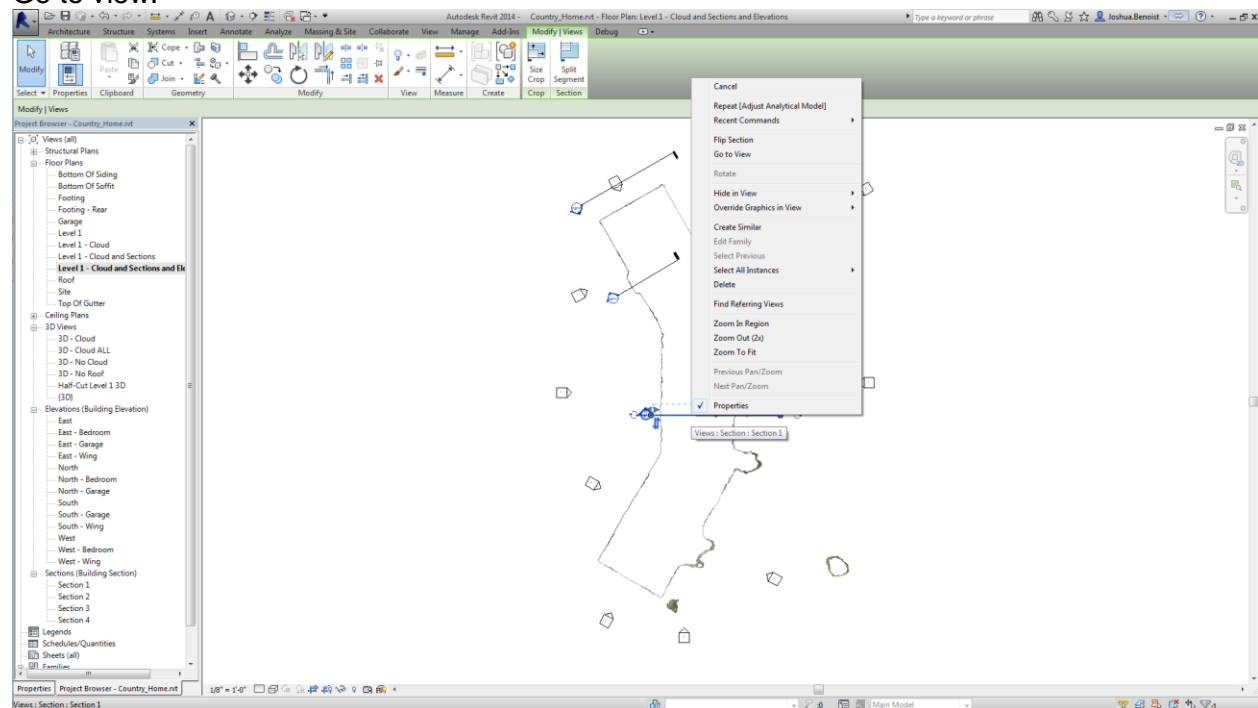 Go to view.
Autodesk Revit 2014 - Country_Home.rvt - Floor Plan: Level 1 - Cloud and Sections and Elevations
Type a keyword or phrase
Joshua.Benoist
Architecture Structure Systems Insert Annotate Analyze Massing & Site Collaborate View Manage Add-Ins Modify | Views Debug
Modify
Paste
Cope
Cut
Join
Size Crop
Split Segment
Select Properties Clipboard Geometry Modify View Measure Create Crop Section
Modify | Views
Project Browser - Country_Home.rvt
Views (all)
Structural Plans
Floor Plans
Bottom Of Siding
Bottom Of Soffit
Footing
Footing - Rear
Garage
Level 1
Level 1 - Cloud
Level 1 - Cloud and Sections
Level 1 - Cloud and Sections and Ele
Roof
Site
Top Of Gutter
Ceiling Plans
3D Views
3D - Cloud
3D - Cloud ALL
3D - No Cloud
3D - No Roof
Half-Cut Level 1 3D
{3D}
Elevations (Building Elevation)
East
East - Bedroom
East - Garage
East - Wing
North
North - Bedroom
North - Garage
South
South - Garage
South - Wing
West
West - Bedroom
West - Wing
Sections (Building Section)
Section 1
Section 2
Section 3
Section 4
Legends
Schedules/Quantities
Sheets (all)
Families
Properties Project Browser - Country_Home.rvt
1/8" = 1'-0"
Views : Section : Section 1
:0
Main Model
Cancel
Repeat [Adjust Analytical Model]
Recent Commands
Flip Section
Go to View
Rotate
Hide in View
Override Graphics in View
Create Similar
Edit Family
Select Previous
Select All Instances
Delete
Find Referring Views
Zoom In Region
Zoom Out (2x)
Zoom To Fit
Previous Pan/Zoom
Next Pan/Zoom
Properties
Views : Section : Section 1